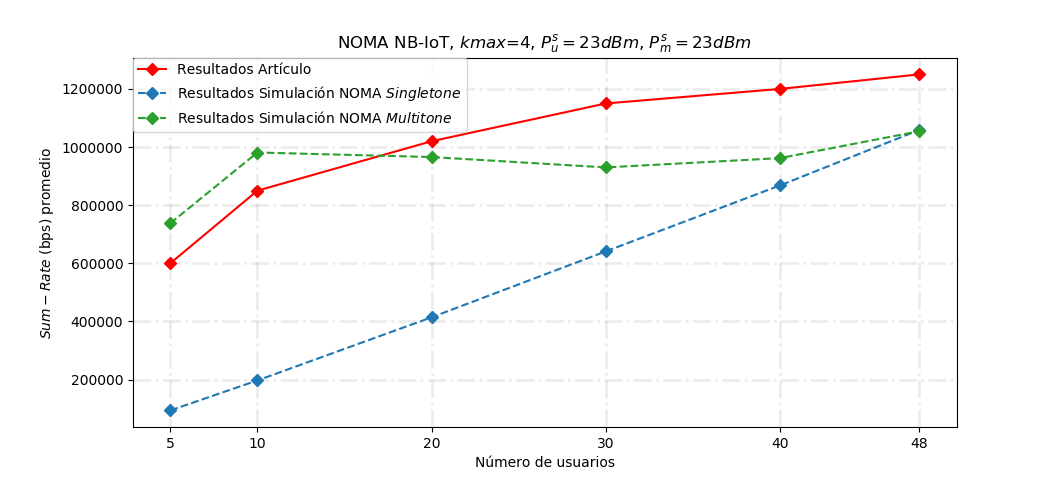 NOMA NB-IoT, kmax=4, P_u^s = 23dBm, P_m^s = 23dBm
Resultados Artículo
Resultados Simulación NOMA Singletone
Resultados Simulación NOMA Multitone
Sum − Rate (bps) promedio
1200000
1000000
800000
600000
400000
200000
5 10 20 30 40 48
Número de usuarios